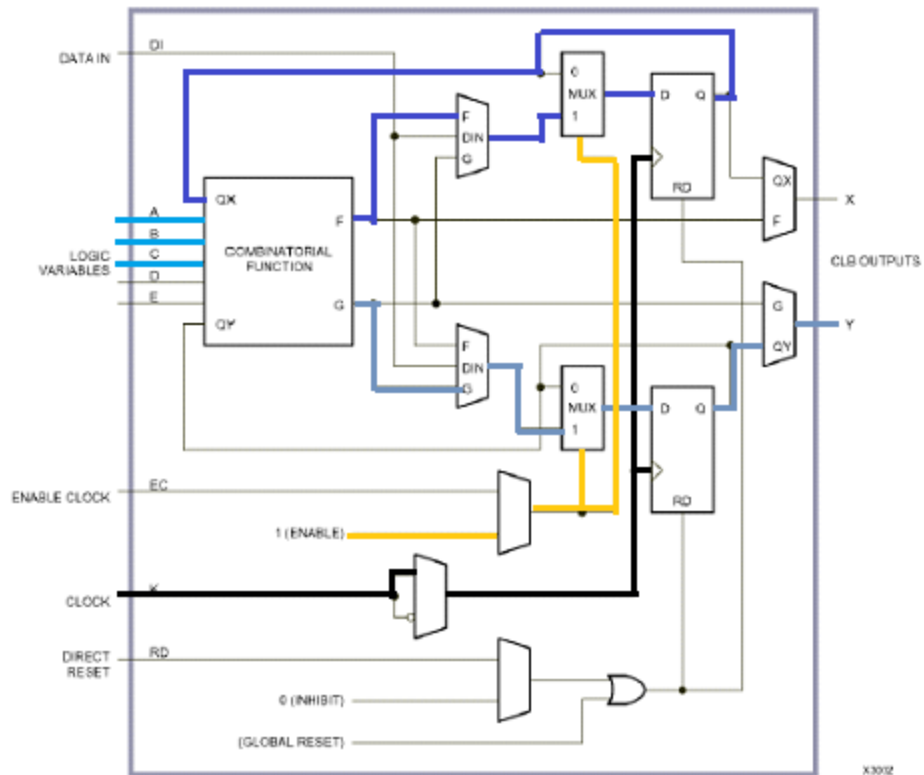 DATA IN
DI
0
MUX
1
D Q
RD
F
DIN
G
QX
F
X
QX
A
B
C
D
E
QY
LOGIC
VARIABLES
COMBINATORIAL
FUNCTION
F
G
CLB OUTPUTS
G
QY
Y
F
DIN
G
0
MUX
1
D Q
RD
ENABLE CLOCK
EC
1 (ENABLE)
CLOCK
K
DIRECT
RESET
RD
0 (INHIBIT)
(GLOBAL RESET)
X3002